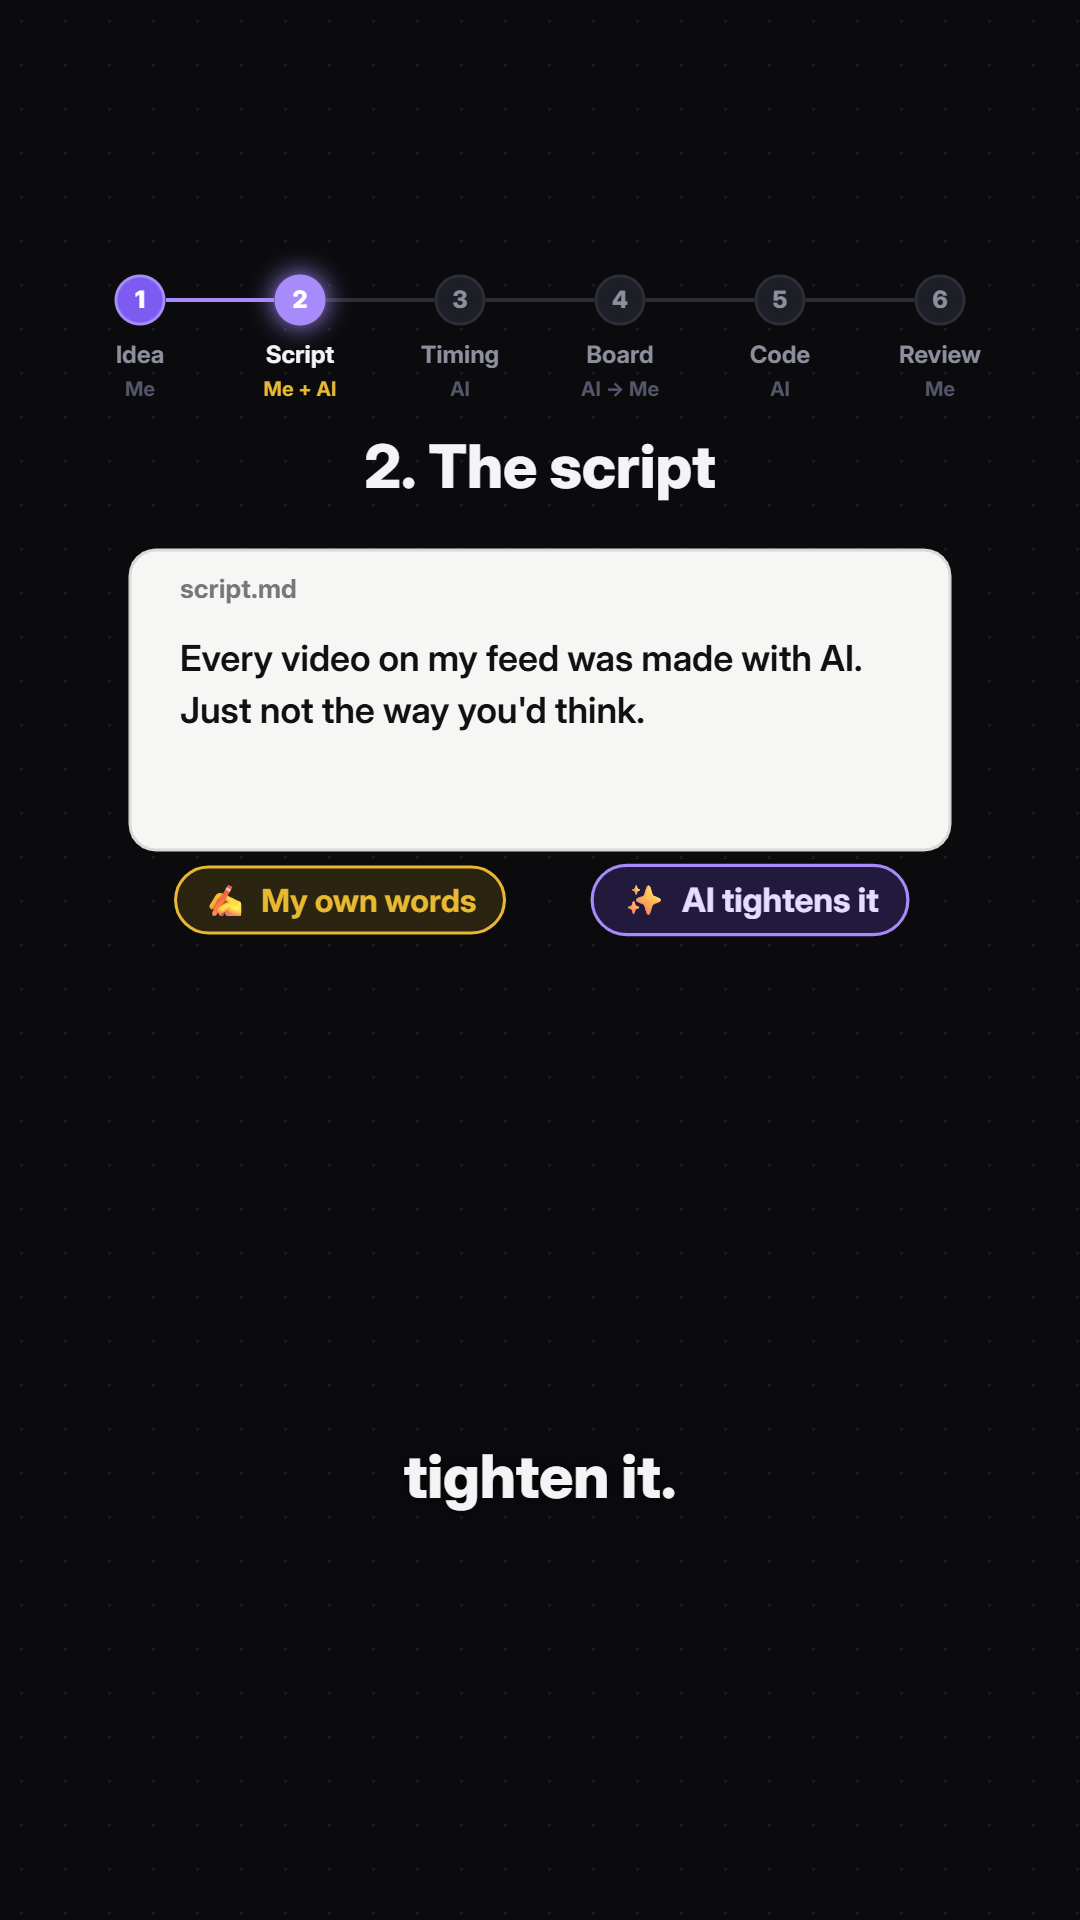 1 2 3 4 5 6
Idea Script Timing Board Code Review
Me Me + AI AI AI → Me AI Me
2. The script
script.md
Every video on my feed was made with AI.
Just not the way you'd think.
✍️ My own words ✨ AI tightens it
tighten it.